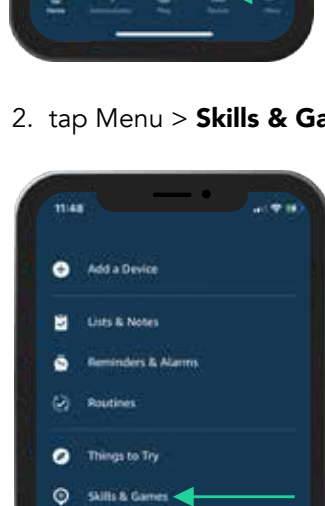 Home
2. tap Menu > Skills & Ga
11:48
Add a Device
Lists & Notes
Reminders & Alarms
Routines
Things to Try
Skills & Games